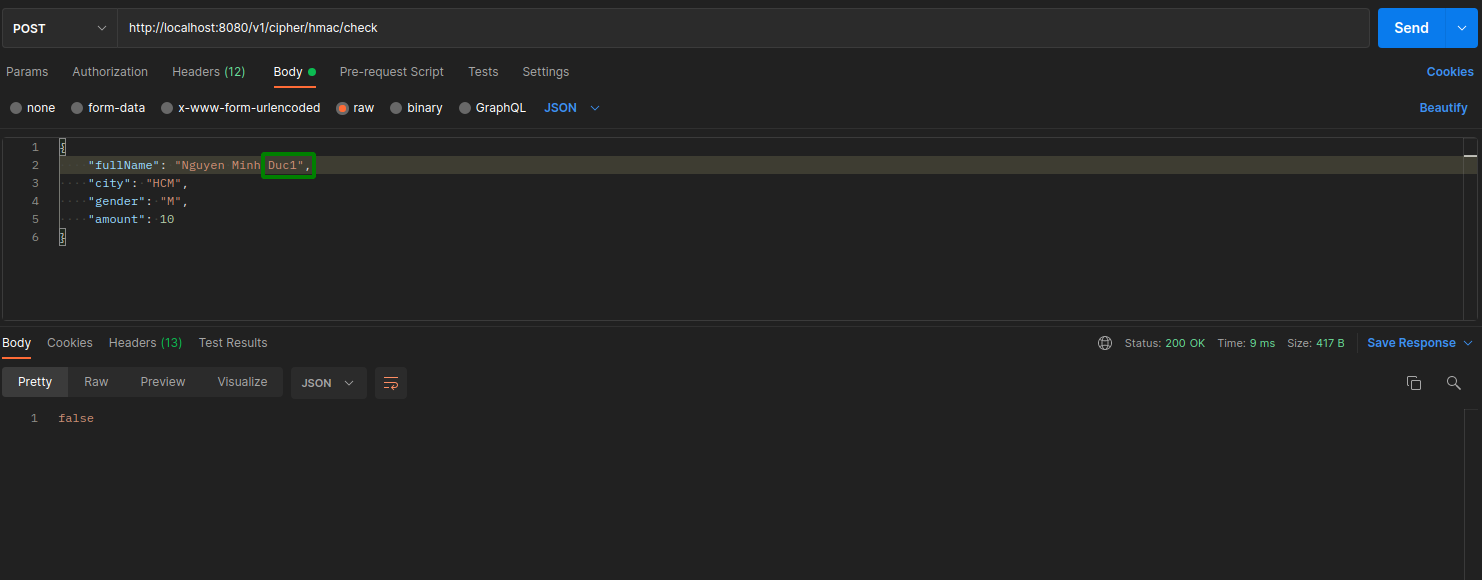 POST http://localhost:8080/v1/cipher/hmac/check Send
Params Authorization Headers (12) Body Pre-request Script Tests Settings Cookies
none form-data x-www-form-urlencoded raw binary GraphQL JSON Beautify
1 {
2 "fullName": "Nguyen Minh Duc1",
3 "city": "HCM",
4 "gender": "M",
5 "amount": 10
6 }
Body Cookies Headers (13) Test Results Status: 200 OK Time: 9 ms Size: 417 B Save Response
Pretty Raw Preview Visualize JSON
1 false